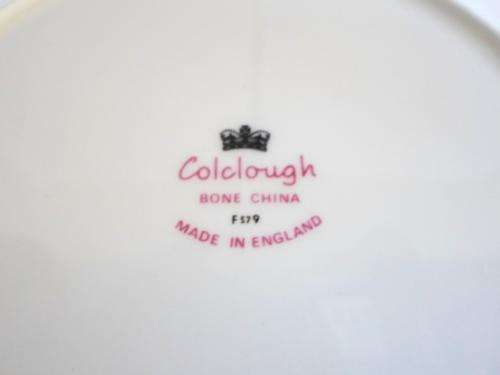 Colclough
BONE CHINA
F579
MADE IN ENGLAND